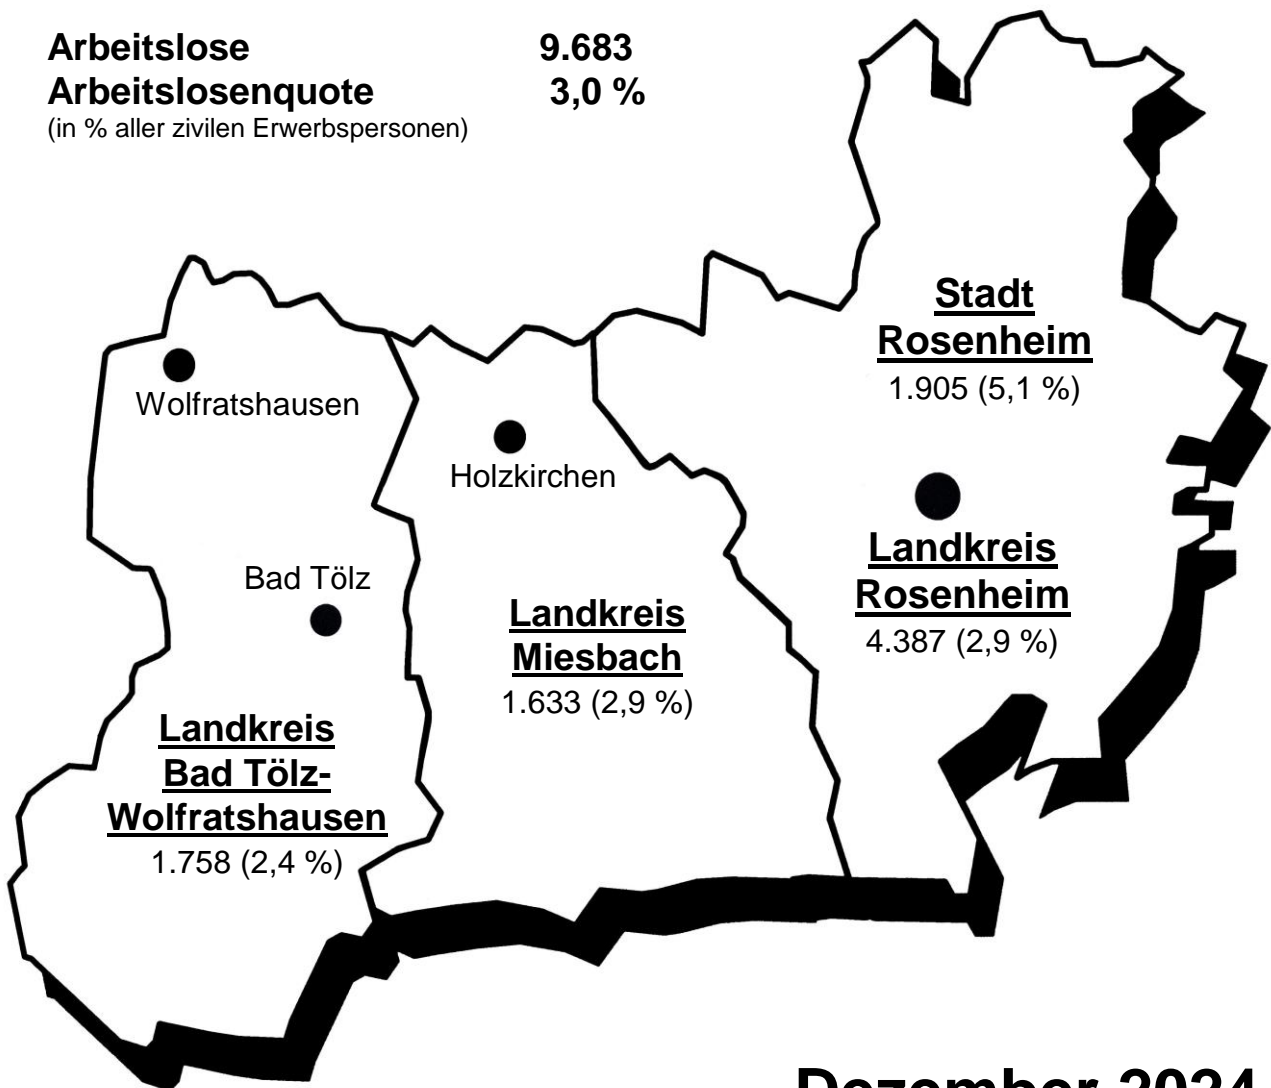 Arbeitslose 9.683
Arbeitslosenquote 3,0 %
(in % aller zivilen Erwerbspersonen)
Stadt
Rosenheim
1.905 (5,1 %)
Wolfratshausen
Holzkirchen
Landkreis
Rosenheim
4.387 (2,9 %)
Bad Tölz
Landkreis
Miesbach
1.633 (2,9 %)
Landkreis
Bad Tölz-
Wolfratshausen
1.758 (2,4 %)
Dezember 2024